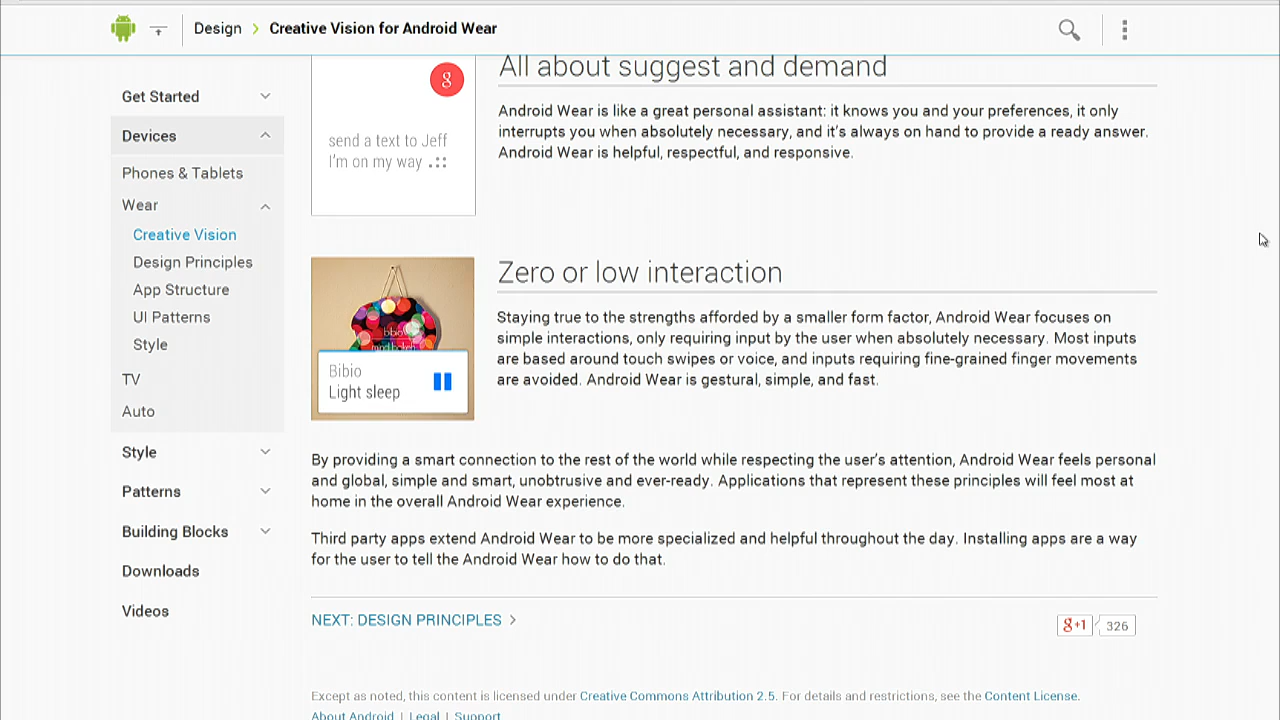 Design > Creative Vision for Android Wear
Get Started
Devices
Phones & Tablets
Wear
Creative Vision
Design Principles
App Structure
UI Patterns
Style
TV
Auto
Style
Patterns
Building Blocks
Downloads
Videos
g
send a text to Jeff
I'm on my way
All about suggest and demand
Android Wear is like a great personal assistant: it knows you and your preferences, it only
interrupts you when absolutely necessary, and it's always on hand to provide a ready answer.
Android Wear is helpful, respectful, and responsive.
bibio
Bibio
Light sleep
Zero or low interaction
Staying true to the strengths afforded by a smaller form factor, Android Wear focuses on
simple interactions, only requiring input by the user when absolutely necessary. Most inputs
are based around touch swipes or voice, and inputs requiring fine-grained finger movements
are avoided. Android Wear is gestural, simple, and fast.
By providing a smart connection to the rest of the world while respecting the user's attention, Android Wear feels personal
and global, simple and smart, unobtrusive and ever-ready. Applications that represent these principles will feel most at
home in the overall Android Wear experience.
Third party apps extend Android Wear to be more specialized and helpful throughout the day. Installing apps are a way
for the user to tell the Android Wear how to do that.
NEXT: DESIGN PRINCIPLES >
g+1 326
Except as noted, this content is licensed under Creative Commons Attribution 2.5. For details and restrictions, see the Content License.
About Android | Legal | Support